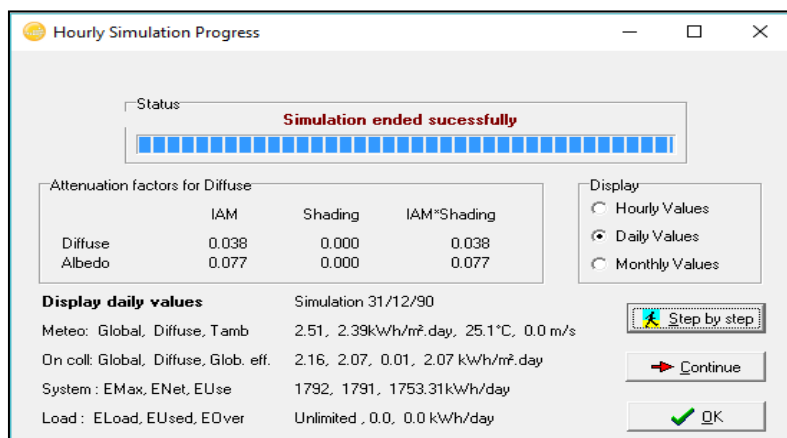 Hourly Simulation Progress
Status
Simulation ended sucessfully
Attenuation factors for Diffuse
IAM Shading IAM*Shading
Diffuse 0.038 0.000 0.038
Albedo 0.077 0.000 0.077
Display
Hourly Values
Daily Values
Monthly Values
Display daily values Simulation 31/12/90
Meteo: Global, Diffuse, Tamb 2.51, 2.39kWh/m².day, 25.1°C, 0.0 m/s
On coll: Global, Diffuse, Glob. eff. 2.16, 2.07, 0.01, 2.07 kWh/m².day
System : EMax, ENet, EUse 1792, 1791, 1753.31kWh/day
Load : ELoad, EUsed, EOver Unlimited , 0.0, 0.0 kWh/day
Step by step
Continue
OK